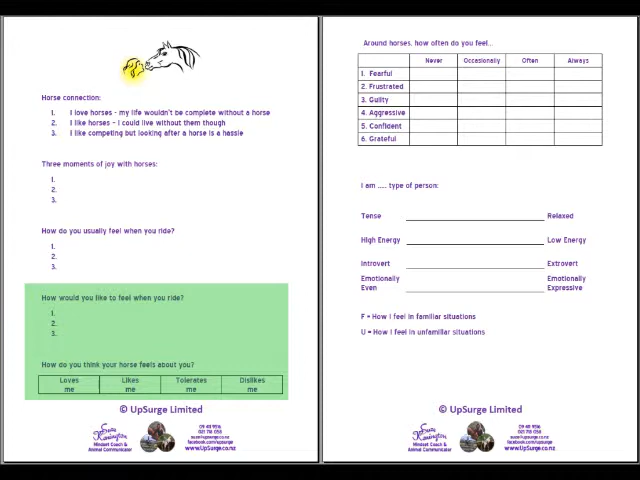 Horse connection:
1. I love horses - my life wouldn't be complete without a horse
2. I like horses - I could live without them though
3. I like competing but looking after a horse is a hassle
Three moments of joy with horses:
1.
2.
3.
How do you usually feel when you ride?
1.
2.
3.
How would you like to feel when you ride?
1.
2.
3.
How do you think your horse feels about you?
Loves me Likes me Tolerates me Dislikes me
© UpSurge Limited
Mindset Coach &
Animal Communicator
facebook.com/upsurge
www.UpSurge.co.nz
Around horses, how often do you feel...
Never Occasionally Often Always
1. Fearful
2. Frustrated
3. Guilty
4. Aggressive
5. Confident
6. Grateful
I am ..... type of person:
Tense Relaxed
High Energy Low Energy
Introvert Extrovert
Emotionally Even Emotionally Expressive
F = How I feel in familiar situations
U = How I feel in unfamiliar situations
© UpSurge Limited
Mindset Coach &
Animal Communicator
facebook.com/upsurge
www.UpSurge.co.nz